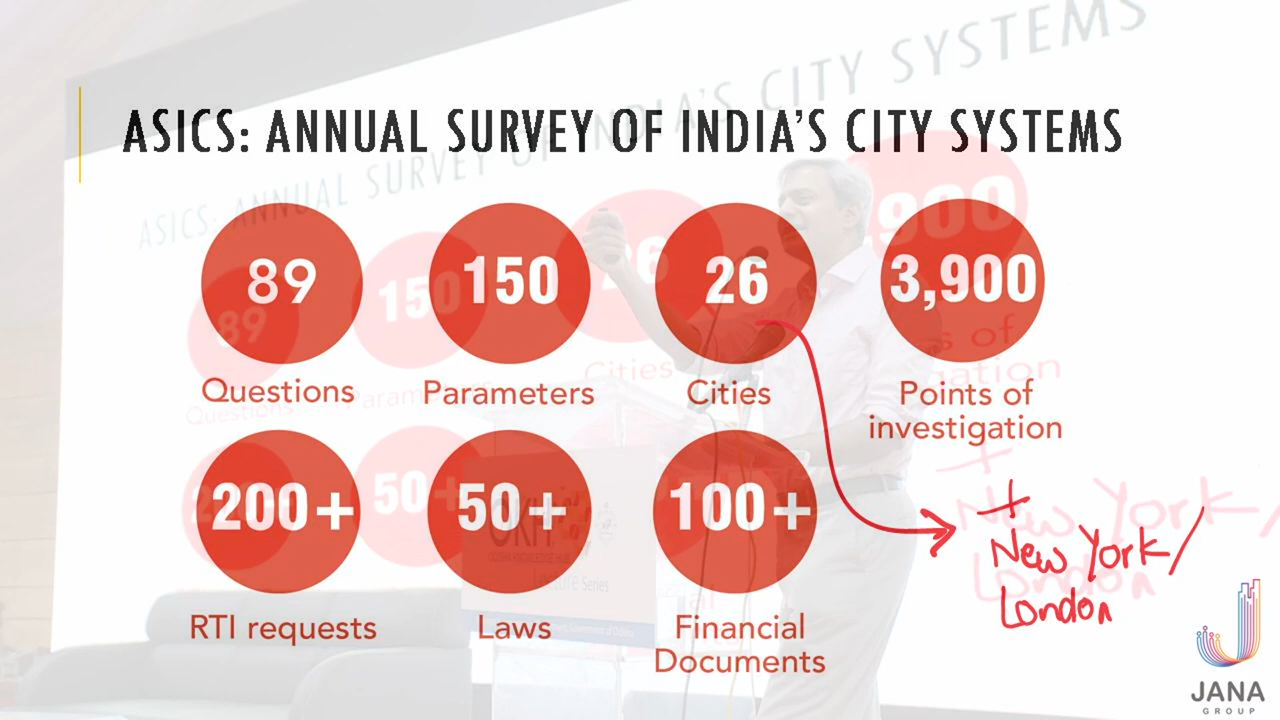 ASICS: ANNUAL SURVEY OF INDIA'S CITY SYSTEMS
89
Questions
150
Parameters
26
Cities
3,900
Points of
investigation
200+
RTI requests
50+
Laws
100+
Financial
Documents
+
New York/
London
JANA
GROUP